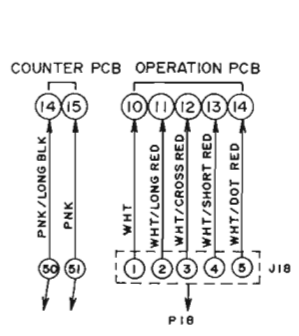 COUNTER PCB OPERATION PCB
14 15 10 11 12 13 14
PNK/LONG BLK
PNK
WHT
WHT/LONG RED
WHT/CROSS RED
WHT/SHORT RED
WHT/DOT RED
50 51 1 2 3 4 5 J18
P18